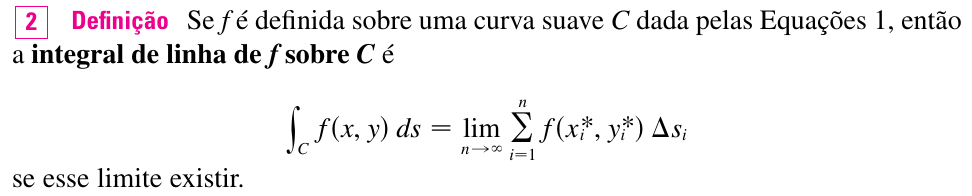 2 Definição Se f é definida sobre uma curva suave C dada pelas Equações 1, então
a integral de linha de f sobre C é
∫_C f(x, y) ds = lim_{n→∞} ∑_{i=1}^{n} f(x_i^*, y_i^*) Δs_i
se esse limite existir.